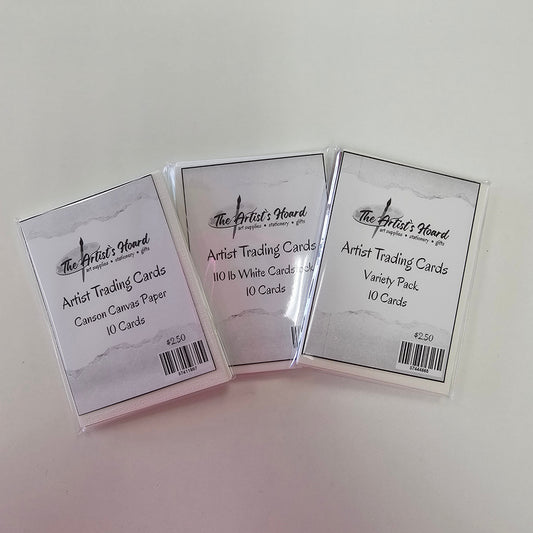 The Artist's Hoard
art supplies • stationery • gifts
Artist Trading Cards
Canson Canvas Paper
10 Cards
$2.50
07411887
The Artist's Hoard
art supplies • stationery • gifts
Artist Trading Cards
110 lb White Cardstock
10 Cards
The Artist's Hoard
art supplies • stationery • gifts
Artist Trading Cards
Variety Pack
10 Cards
$2.50